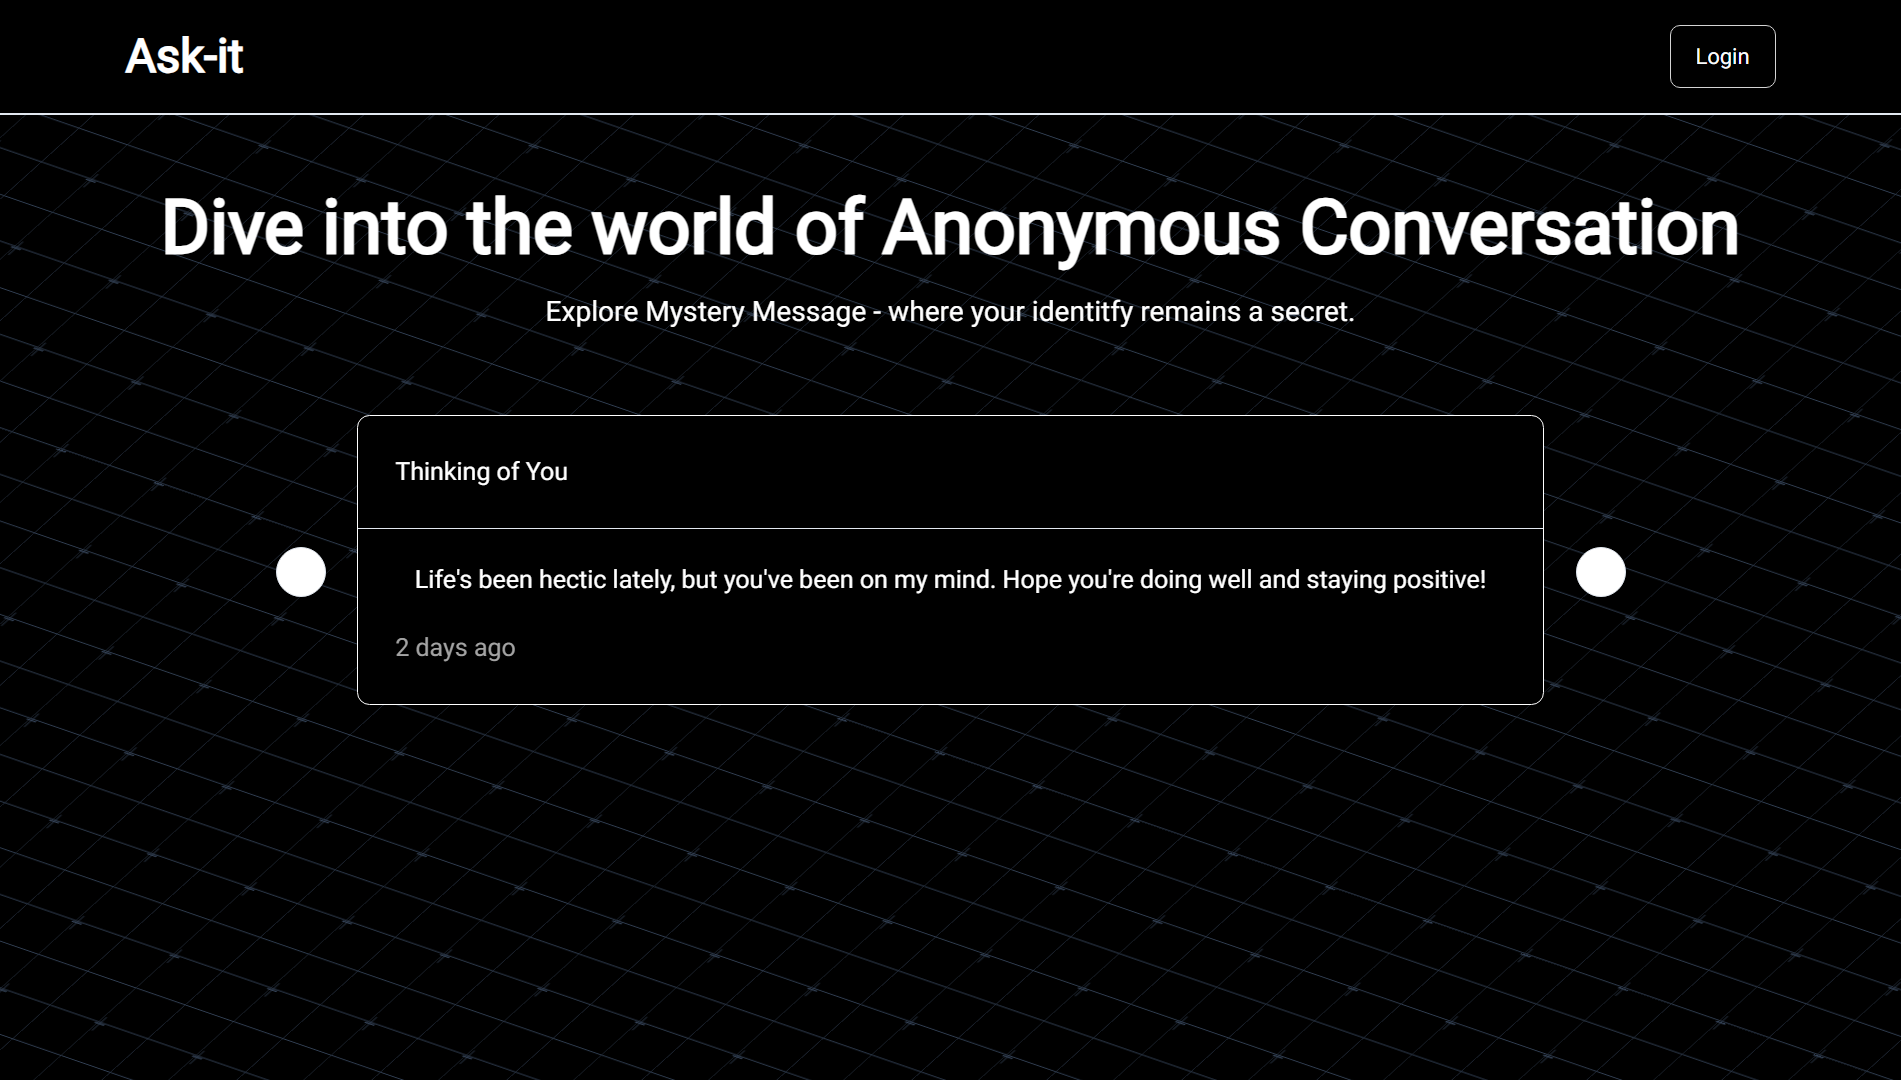 Ask-it
Login
Dive into the world of Anonymous Conversation
Explore Mystery Message - where your identitfy remains a secret.
Thinking of You
Life's been hectic lately, but you've been on my mind. Hope you're doing well and staying positive!
2 days ago